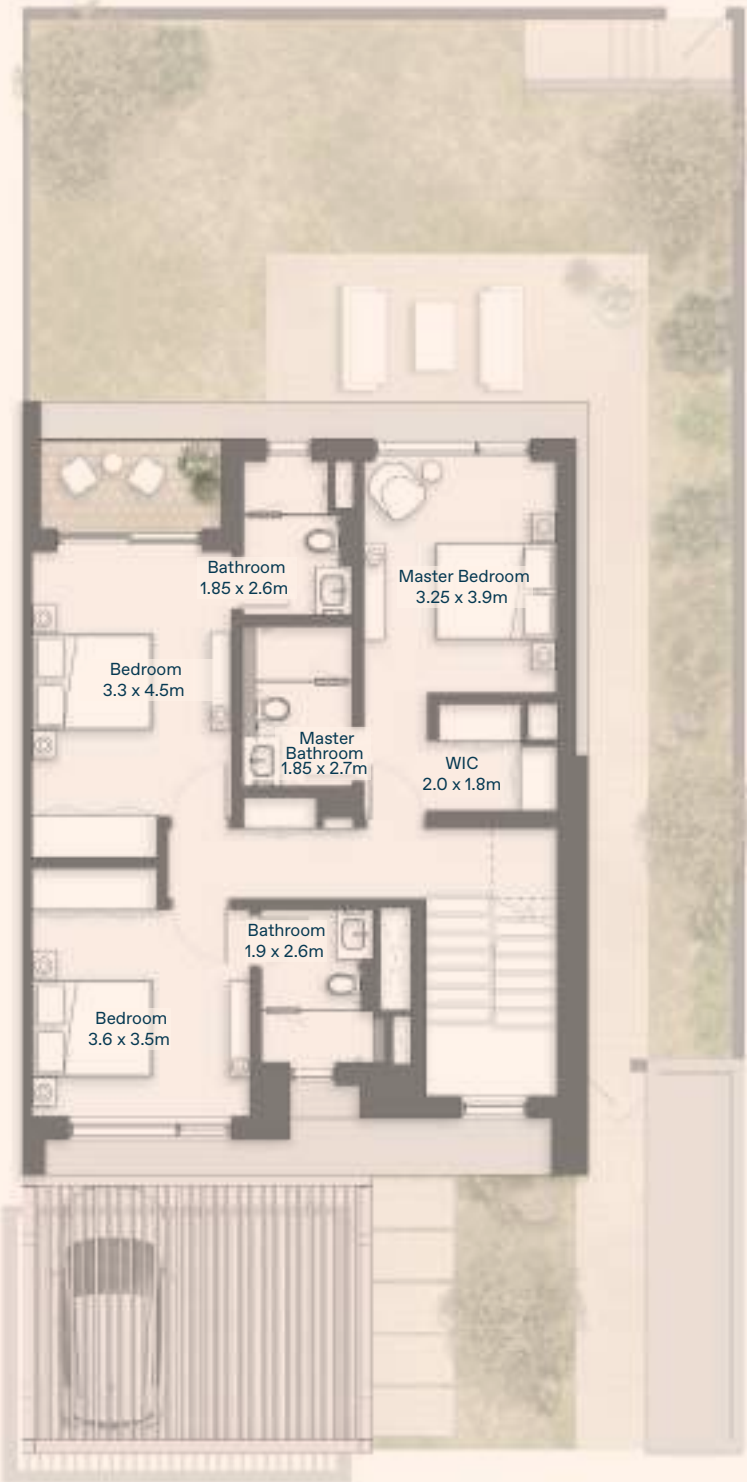 Bathroom
1.85 x 2.6m
Master Bedroom
3.25 x 3.9m
Bedroom
3.3 x 4.5m
Master
Bathroom
1.85 x 2.7m
WIC
2.0 x 1.8m
Bathroom
1.9 x 2.6m
Bedroom
3.6 x 3.5m